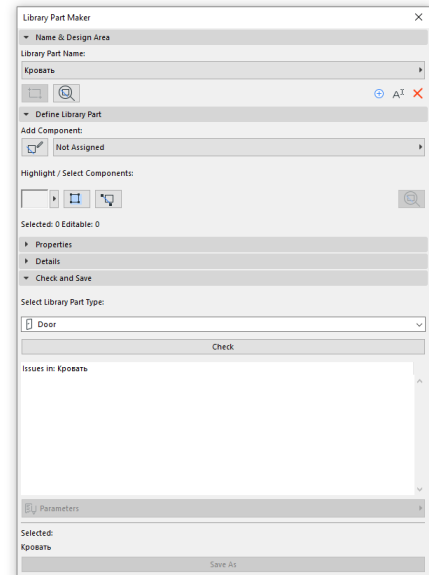 Library Part Maker
Name & Design Area
Library Part Name:
Кровать
Define Library Part
Add Component:
Not Assigned
Highlight / Select Components:
Selected: 0 Editable: 0
Properties
Details
Check and Save
Select Library Part Type:
Door
Check
Issues in: Кровать
Parameters
Selected:
Кровать
Save As